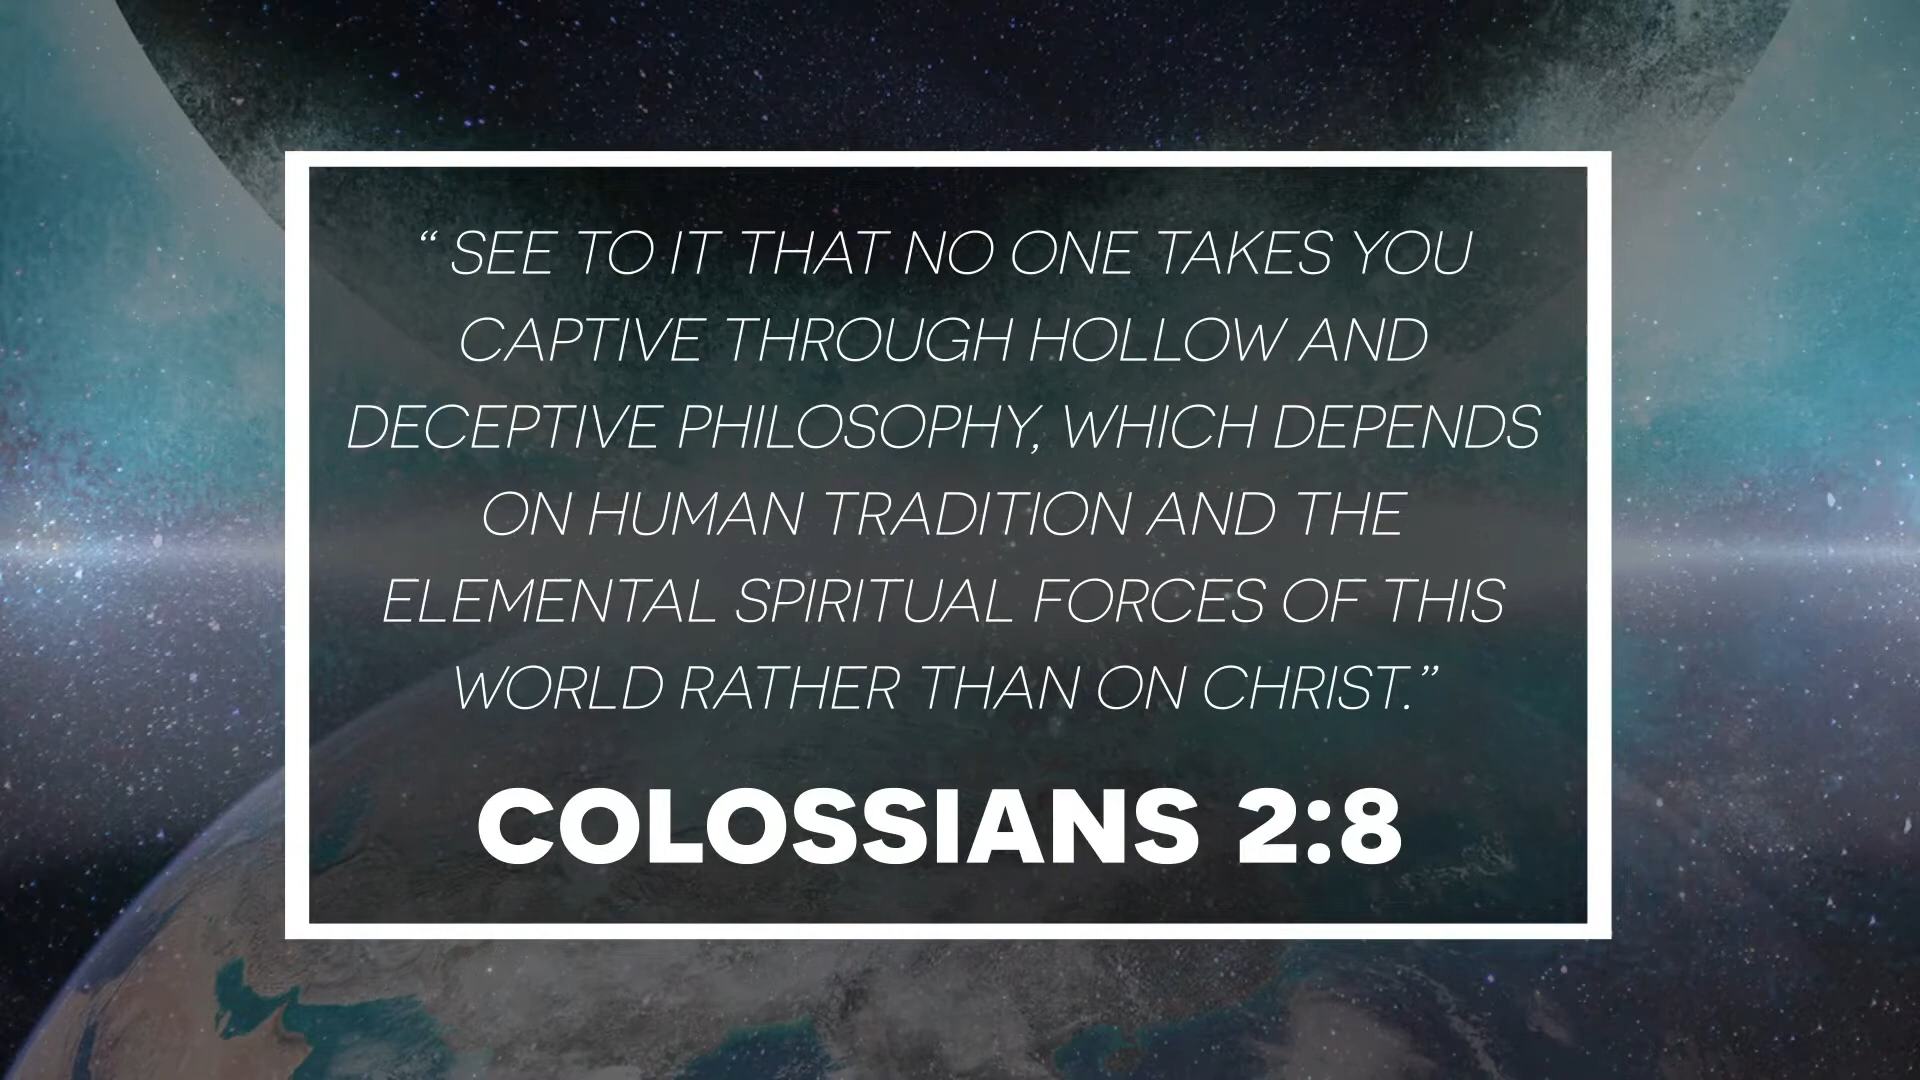 “ SEE TO IT THAT NO ONE TAKES YOU
CAPTIVE THROUGH HOLLOW AND
DECEPTIVE PHILOSOPHY, WHICH DEPENDS
ON HUMAN TRADITION AND THE
ELEMENTAL SPIRITUAL FORCES OF THIS
WORLD RATHER THAN ON CHRIST.”
COLOSSIANS 2:8